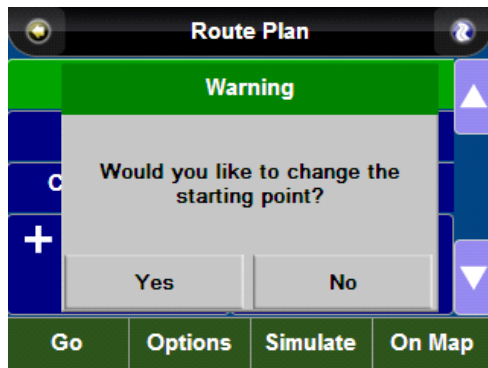 Route Plan
Warning
C
Would you like to change the
starting point?
+
Yes No
Go Options Simulate On Map